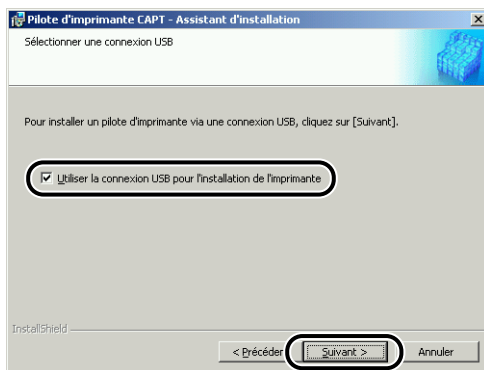 Pilote d'imprimante CAPT - Assistant d'installation
Sélectionner une connexion USB
Pour installer un pilote d'imprimante via une connexion USB, cliquez sur [Suivant].
Utiliser la connexion USB pour l'installation de l'imprimante
InstallShield
< Précéder
Suivant >
Annuler